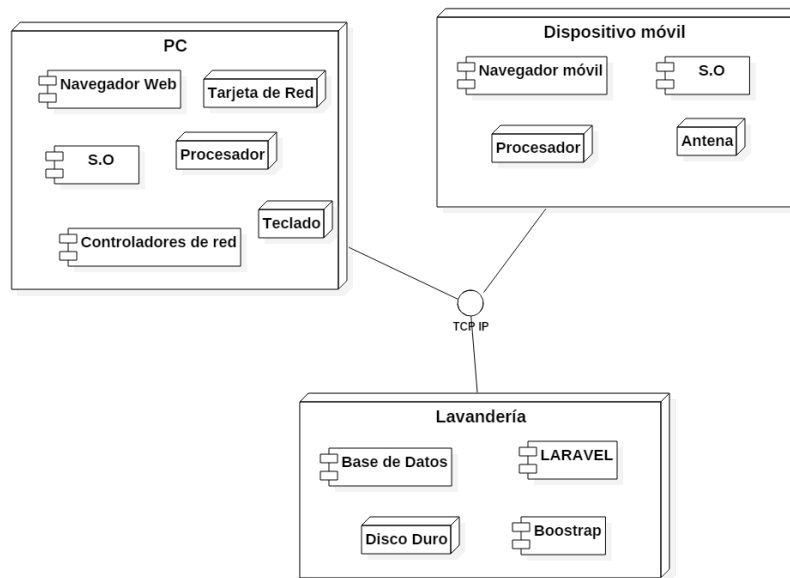 PC
Navegador Web
Tarjeta de Red
S.O
Procesador
Teclado
Controladores de red
Dispositivo móvil
Navegador móvil
S.O
Procesador
Antena
TCP IP
Lavandería
Base de Datos
LARAVEL
Disco Duro
Boostrap